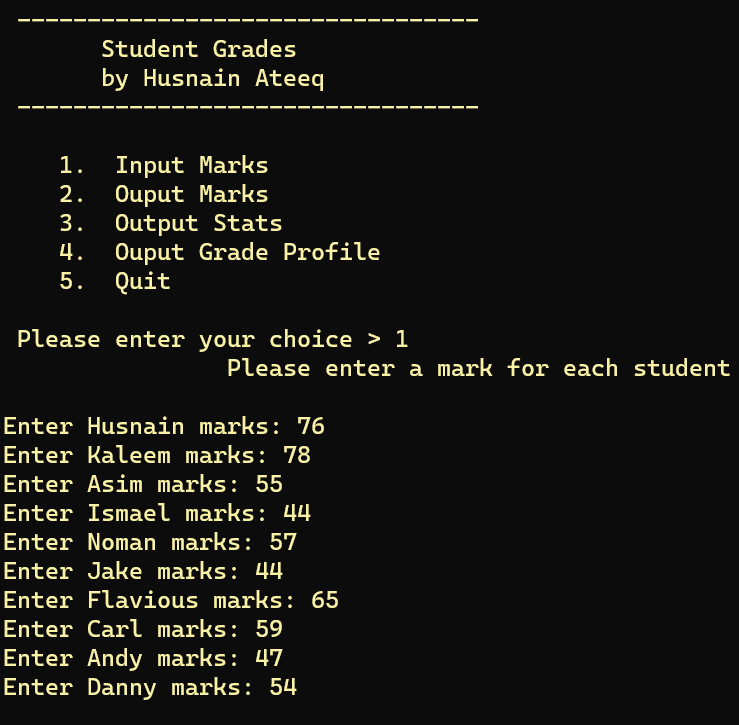 ---------------------------------
Student Grades
by Husnain Ateeq
---------------------------------
1. Input Marks
2. Ouput Marks
3. Output Stats
4. Ouput Grade Profile
5. Quit
Please enter your choice > 1
Please enter a mark for each student
Enter Husnain marks: 76
Enter Kaleem marks: 78
Enter Asim marks: 55
Enter Ismael marks: 44
Enter Noman marks: 57
Enter Jake marks: 44
Enter Flavious marks: 65
Enter Carl marks: 59
Enter Andy marks: 47
Enter Danny marks: 54